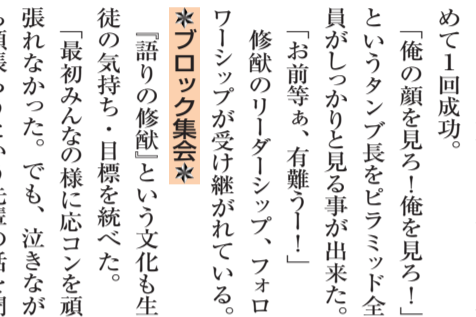 めて１回成功。
「俺の顔を見ろ！俺を見ろ！」
というタンブ長をピラミッド全
員がしっかりと見る事が出来た。
「お前等ぁ、有難うー！」
修猷のリーダーシップ、フォロ
ワーシップが受け継がれている。
✴ブロック集会✴
『語りの修猷』という文化も生
徒の気持ち・目標を統べた。
「最初みんなの様に応コンを頑
張れなかった。でも、泣きなが